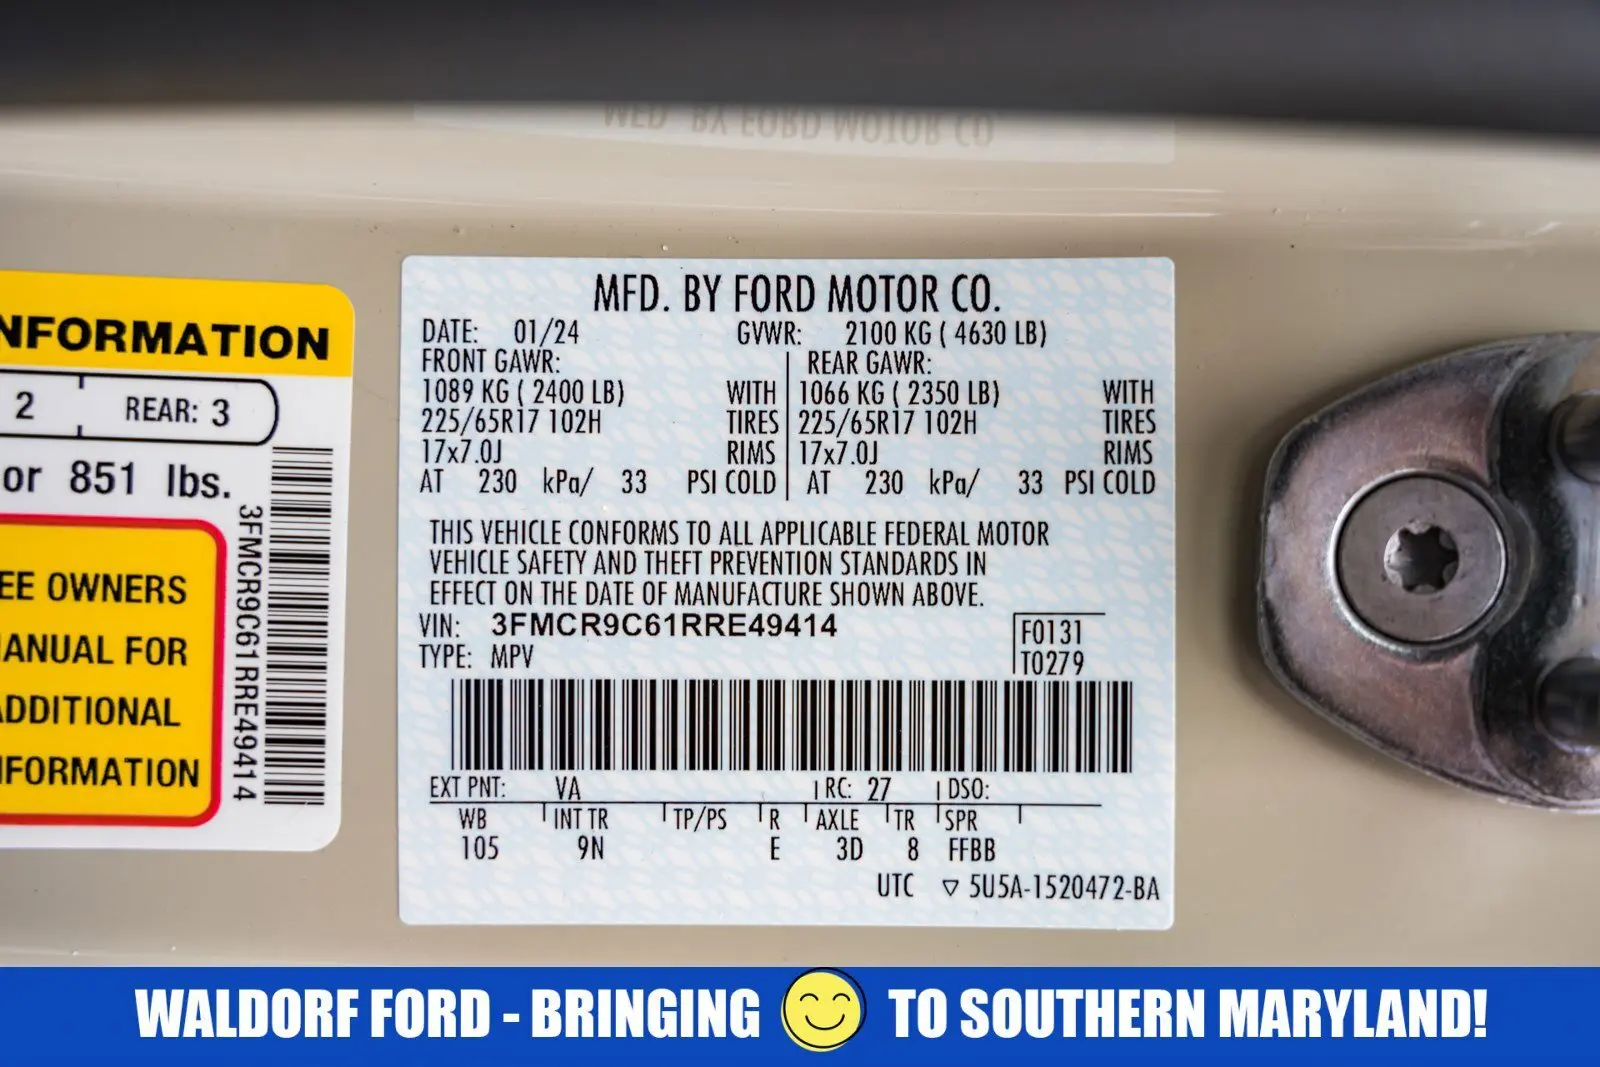 MFD. BY FORD MOTOR CO.
MFD. BY FORD MOTOR CO.
DATE: 01/24 GVWR: 2100 KG ( 4630 LB)
FRONT GAWR: REAR GAWR:
1089 KG ( 2400 LB) WITH 1066 KG ( 2350 LB) WITH
225/65R17 102H TIRES 225/65R17 102H TIRES
17x7.0J RIMS 17x7.0J RIMS
AT 230 kPa/ 33 PSI COLD AT 230 kPa/ 33 PSI COLD
THIS VEHICLE CONFORMS TO ALL APPLICABLE FEDERAL MOTOR
VEHICLE SAFETY AND THEFT PREVENTION STANDARDS IN
EFFECT ON THE DATE OF MANUFACTURE SHOWN ABOVE.
VIN: 3FMCR9C61RRE49414 F0131
TYPE: MPV T0279
EXT PNT: VA RC: 27 DSO:
WB INT TR TP/PS R AXLE TR SPR
105 9N E 3D 8 FFBB
UTC ▽ 5U5A-1520472-BA
NFORMATION
2 REAR: 3
or 851 lbs.
3FMCR9C61RRE49414
EE OWNERS
ANUAL FOR
ADDITIONAL
NFORMATION
WALDORF FORD - BRINGING 😊 TO SOUTHERN MARYLAND!